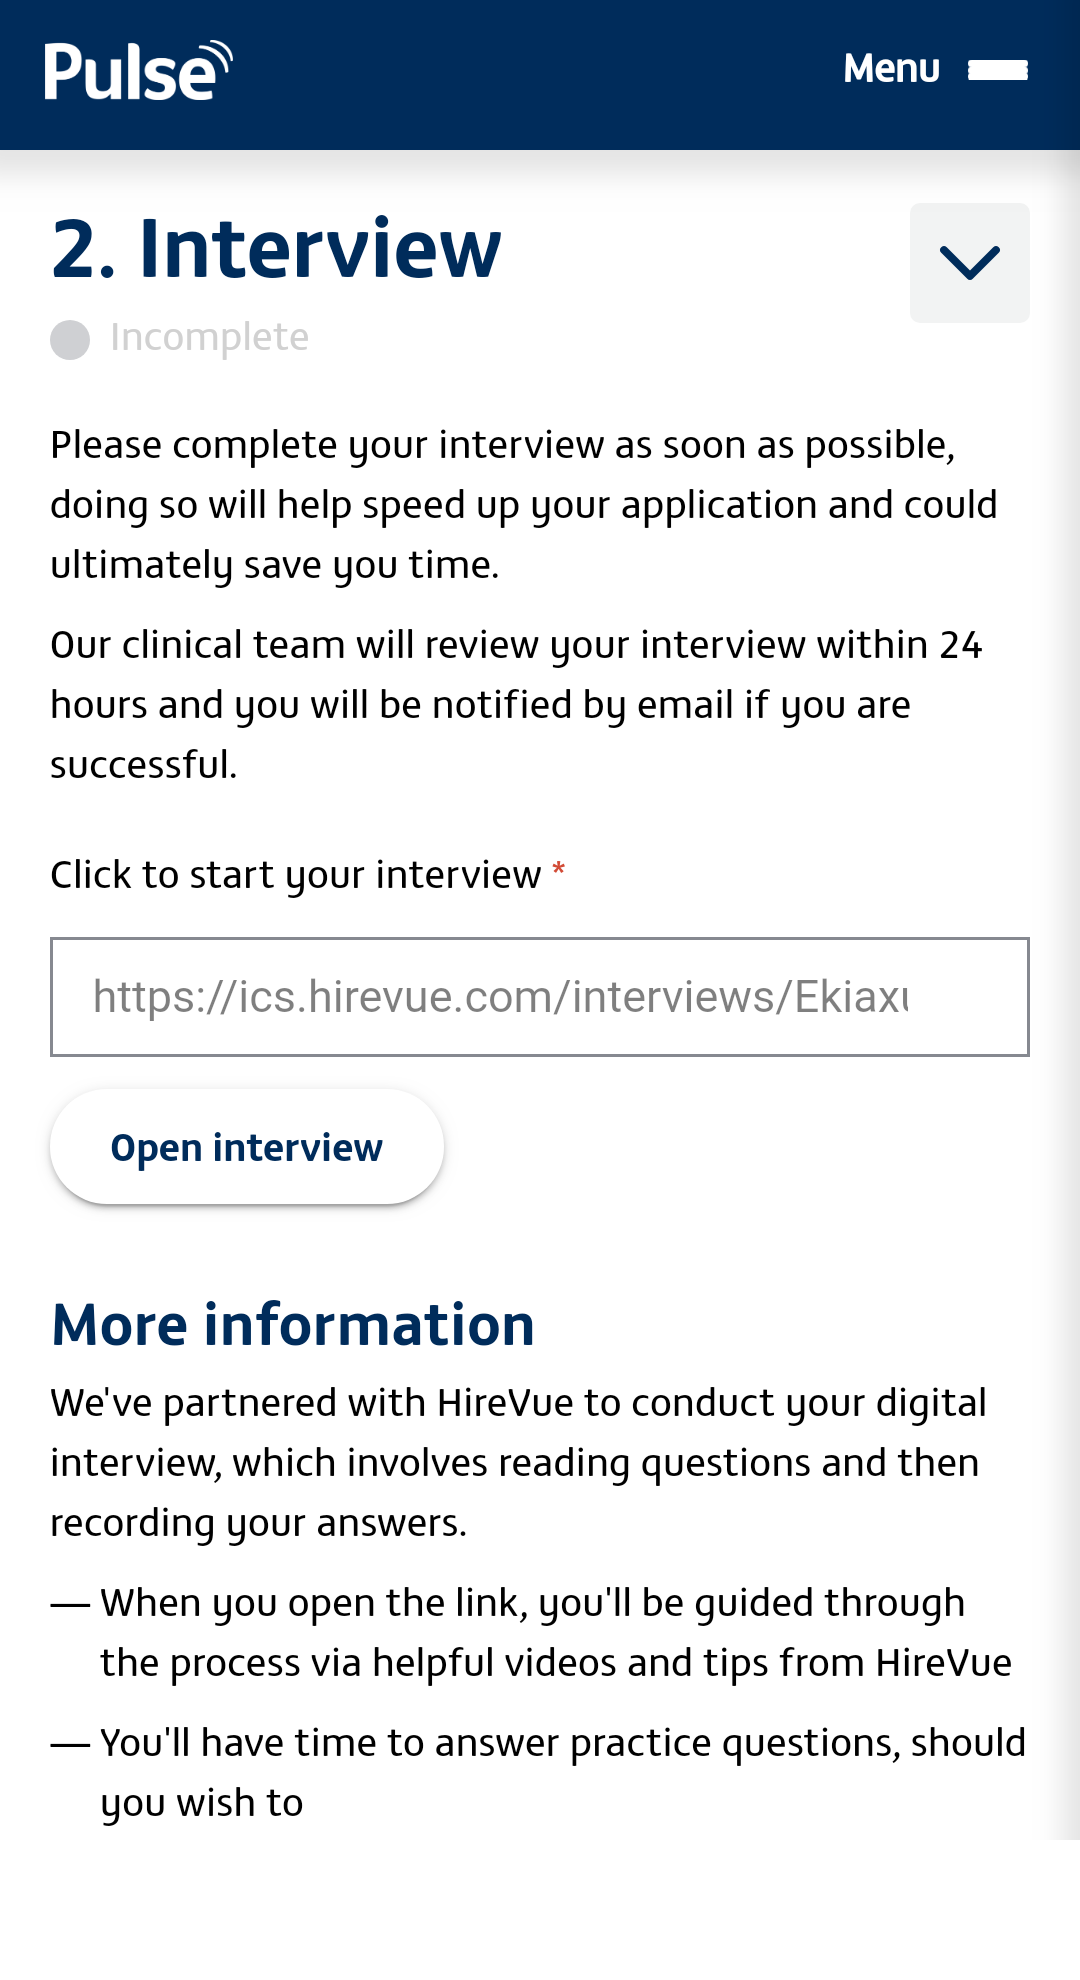 Pulse
Menu
2. Interview
Incomplete
Please complete your interview as soon as possible,
doing so will help speed up your application and could
ultimately save you time.
Our clinical team will review your interview within 24
hours and you will be notified by email if you are
successful.
Click to start your interview *
https://ics.hirevue.com/interviews/Ekiax
Open interview
More information
We've partnered with HireVue to conduct your digital
interview, which involves reading questions and then
recording your answers.
— When you open the link, you'll be guided through
the process via helpful videos and tips from HireVue
— You'll have time to answer practice questions, should
you wish to